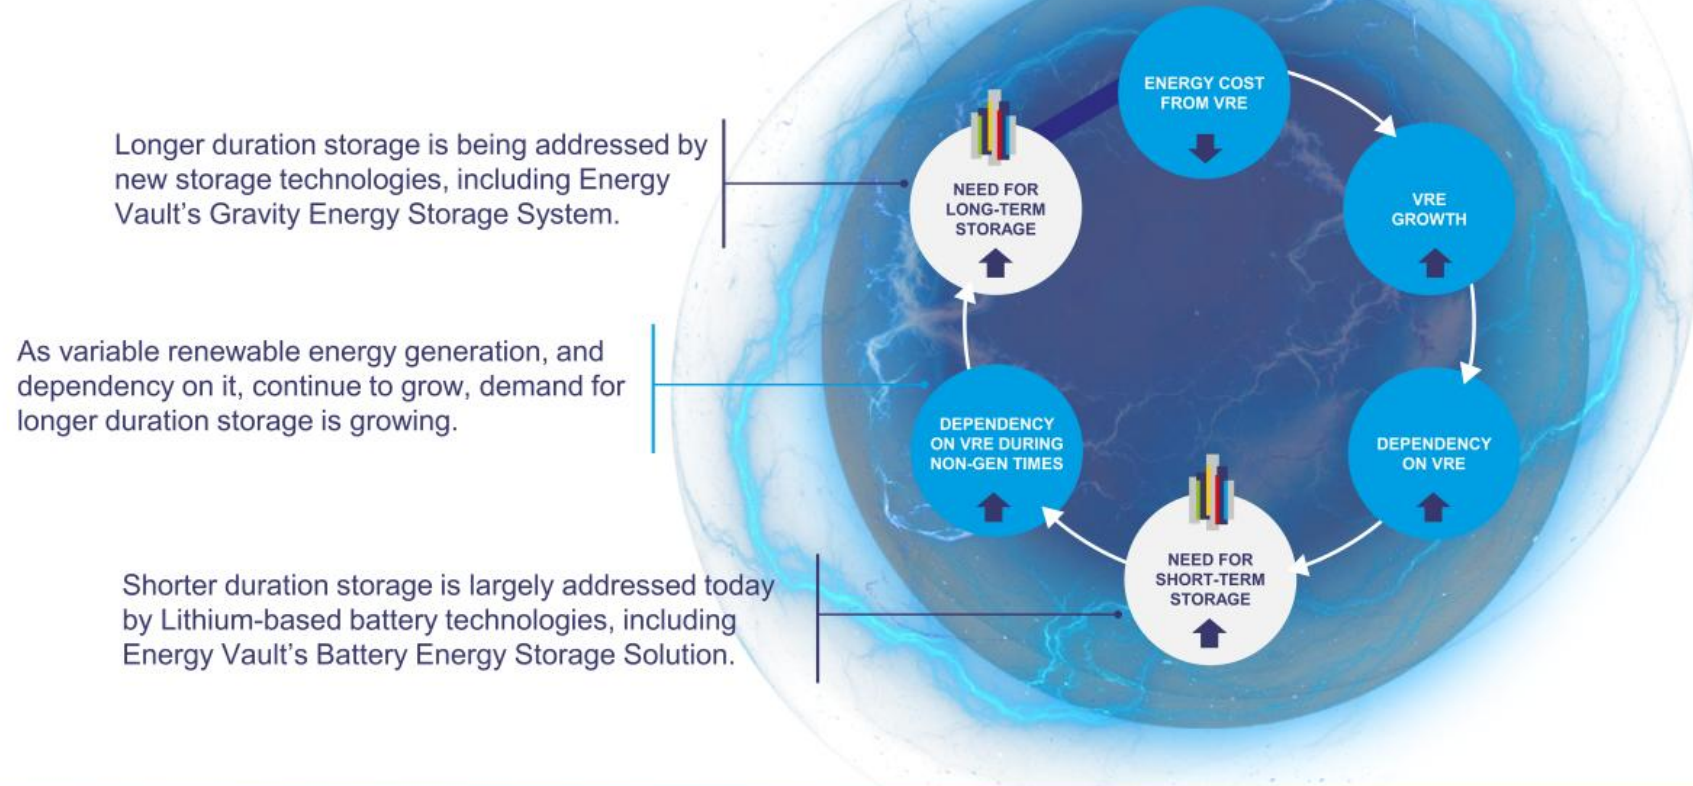 Longer duration storage is being addressed by
new storage technologies, including Energy
Vault's Gravity Energy Storage System.
As variable renewable energy generation, and
dependency on it, continue to grow, demand for
longer duration storage is growing.
Shorter duration storage is largely addressed today
by Lithium-based battery technologies, including
Energy Vault's Battery Energy Storage Solution.
ENERGY COST
FROM VRE
VRE
GROWTH
DEPENDENCY
ON VRE
NEED FOR
SHORT-TERM
STORAGE
DEPENDENCY
ON VRE DURING
NON-GEN TIMES
NEED FOR
LONG-TERM
STORAGE